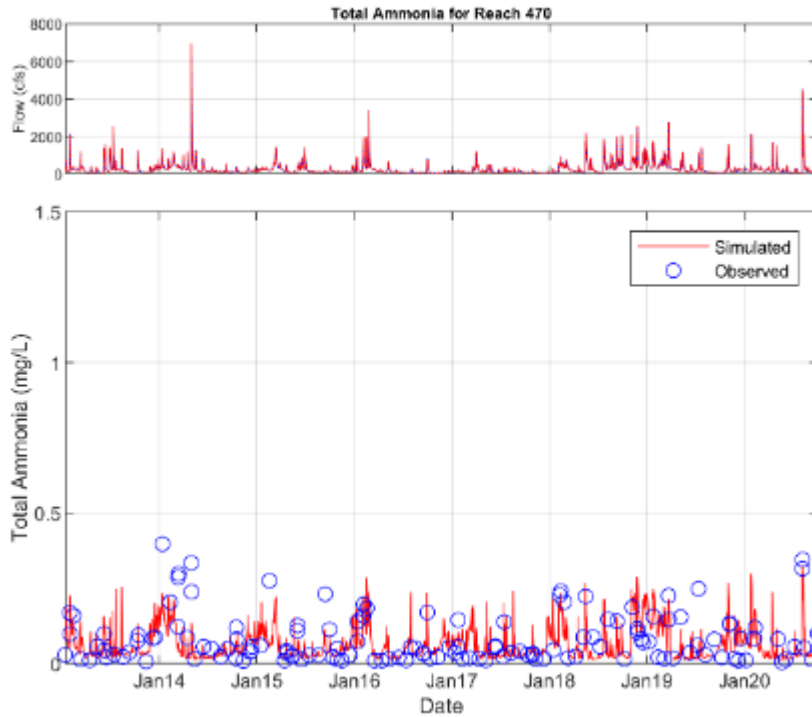 Total Ammonia for Reach 470
8000
6000
4000
2000
0
Flow (cfs)
1.5
1
0.5
0
Total Ammonia (mg/L)
Simulated
Observed
Jan14 Jan15 Jan16 Jan17 Jan18 Jan19 Jan20
Date